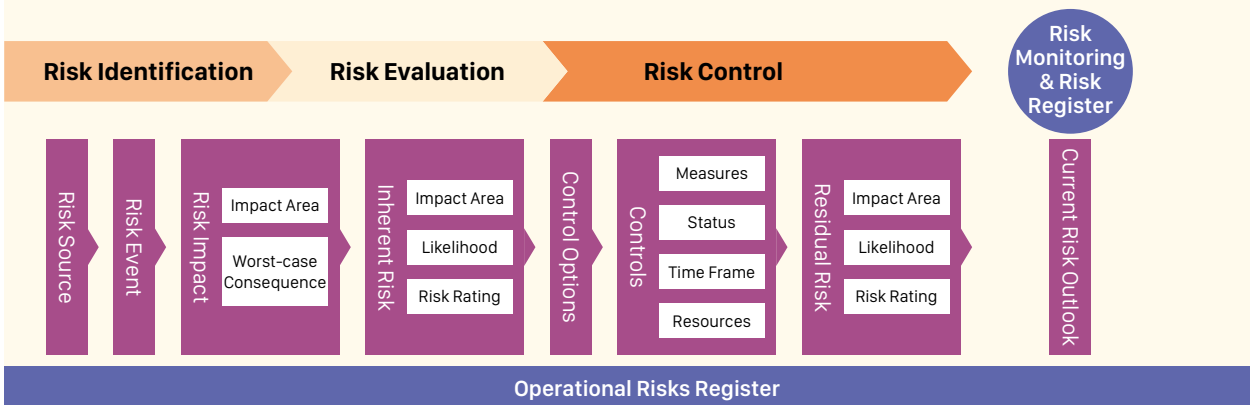 Risk Identification
Risk Evaluation
Risk Control
Risk
Monitoring
& Risk
Register
Risk Source
Risk Event
Risk Impact
Impact Area
Worst-case
Consequence
Inherent Risk
Impact Area
Likelihood
Risk Rating
Control Options
Controls
Measures
Status
Time Frame
Resources
Residual Risk
Impact Area
Likelihood
Risk Rating
Current Risk Outlook
Operational Risks Register